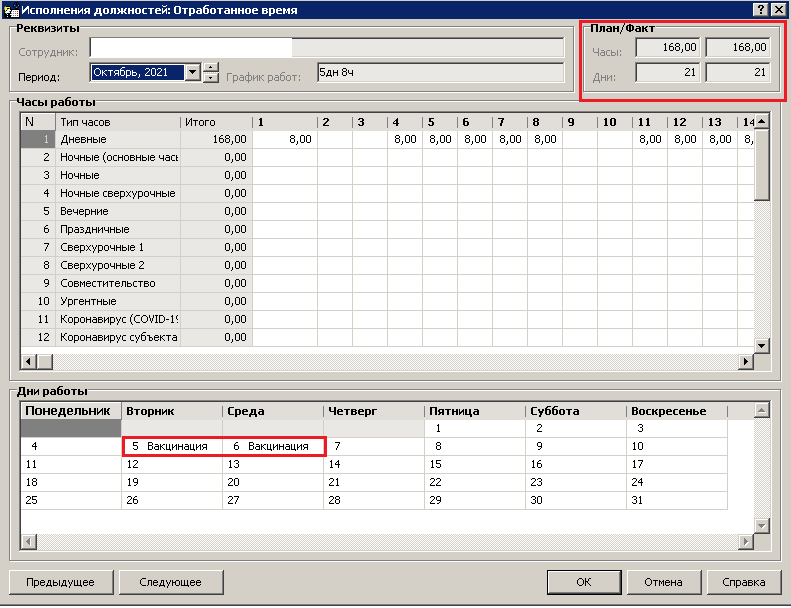 Исполнения должностей: Отработанное время
Реквизиты
План/Факт
Сотрудник:
Часы: 168,00 168,00
Период: Октябрь, 2021 График работ: 5дн 8ч
Дни: 21 21
Часы работы
N Тип часов Итого 1 2 3 4 5 6 7 8 9 10 11 12 13 14
1 Дневные 168,00 8,00 8,00 8,00 8,00 8,00 8,00 8,00 8,00 8,00 8,
2 Ночные (основные час 0,00
3 Ночные 0,00
4 Ночные сверхурочные 0,00
5 Вечерние 0,00
6 Праздничные 0,00
7 Сверхурочные 1 0,00
8 Сверхурочные 2 0,00
9 Совместительство 0,00
10 Ургентные 0,00
11 Коронавирус (COVID-19 0,00
12 Коронавирус субъекта 0,00
Дни работы
Понедельник Вторник Среда Четверг Пятница Суббота Воскресенье
1 2 3
4 5 Вакцинация 6 Вакцинация 7 8 9 10
11 12 13 14 15 16 17
18 19 20 21 22 23 24
25 26 27 28 29 30 31
Предыдущее Следующее ОК Отмена Справка